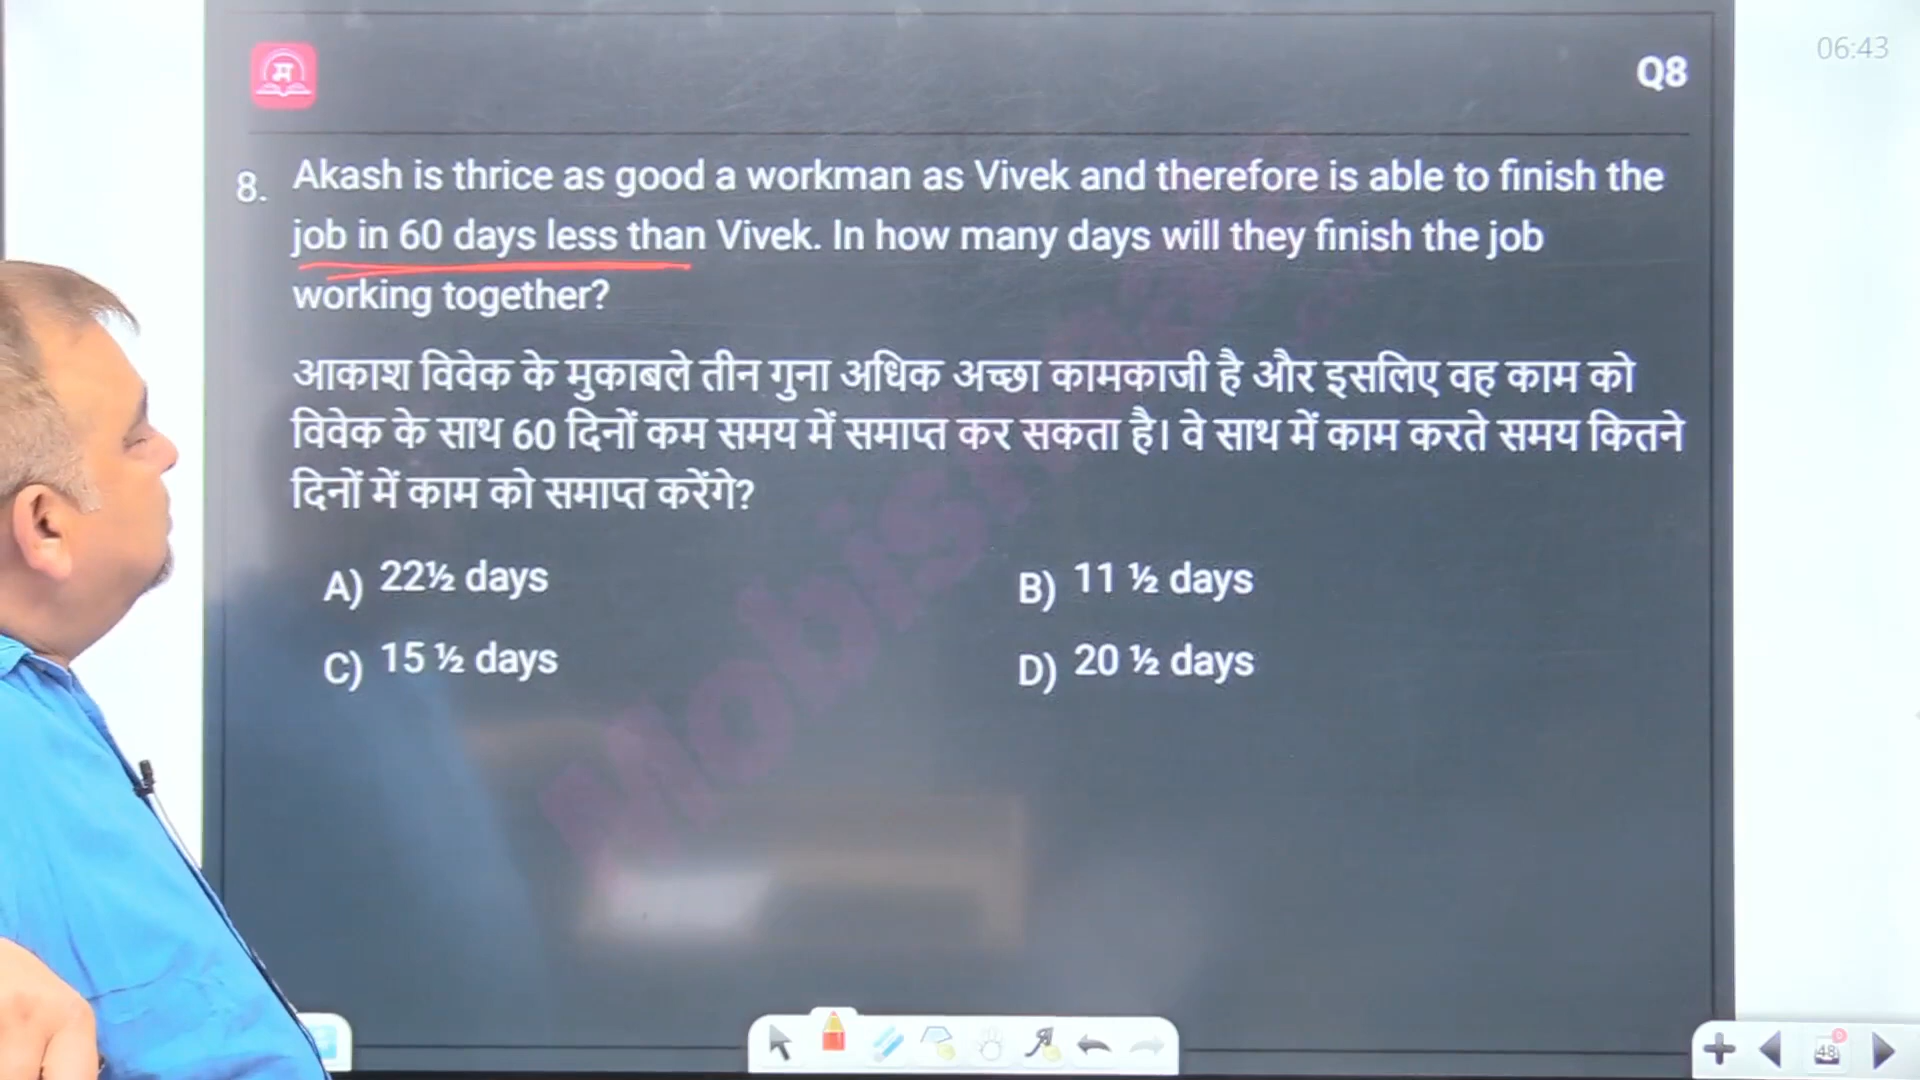 06:43
म
Q8
8. Akash is thrice as good a workman as Vivek and therefore is able to finish the
job in 60 days less than Vivek. In how many days will they finish the job
working together?
आकाश विवेक के मुकाबले तीन गुना अधिक अच्छा कामकाजी है और इसलिए वह काम को
विवेक के साथ 60 दिनों कम समय में समाप्त कर सकता है। वे साथ में काम करते समय कितने
दिनों में काम को समाप्त करेंगे?
A) 22½ days
B) 11 ½ days
C) 15 ½ days
D) 20 ½ days
48